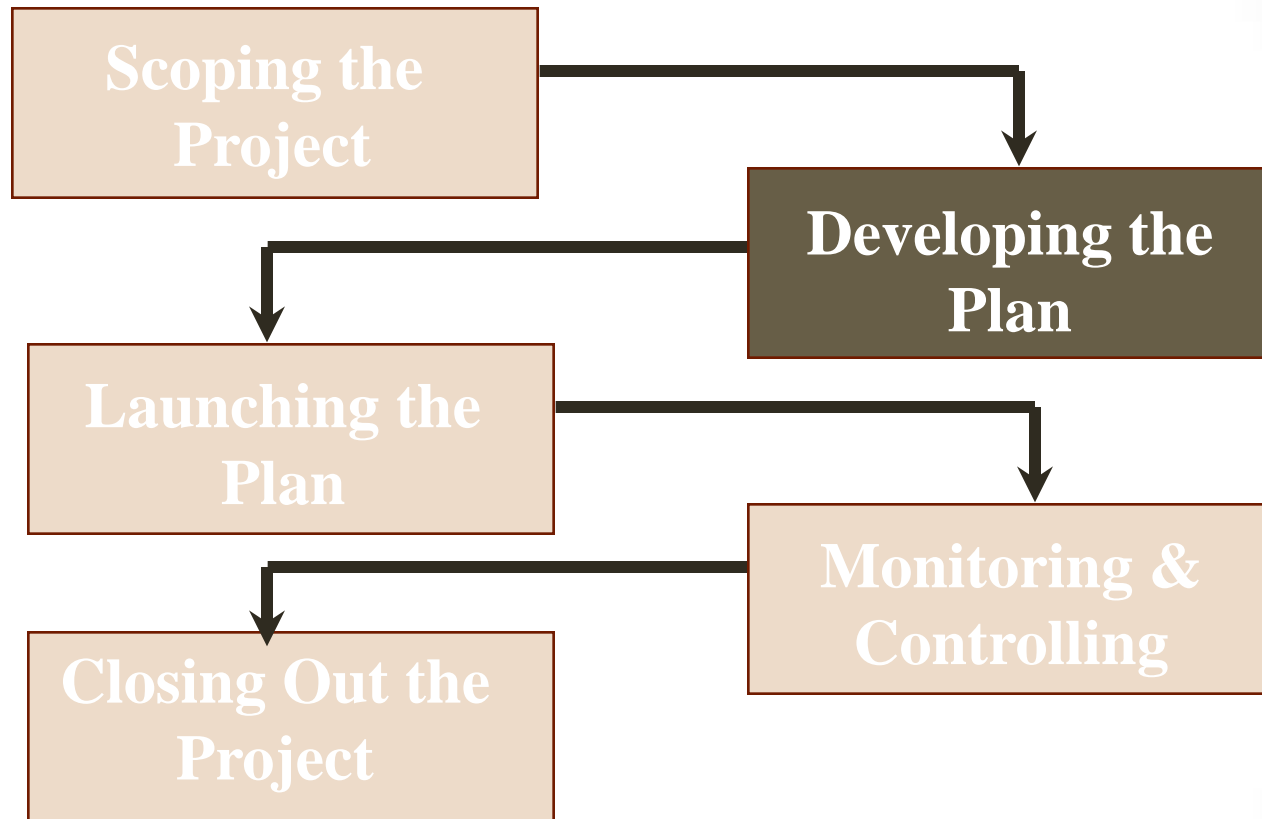 Scoping the
Project
Developing the
Plan
Launching the
Plan
Monitoring &
Controlling
Closing Out the
Project